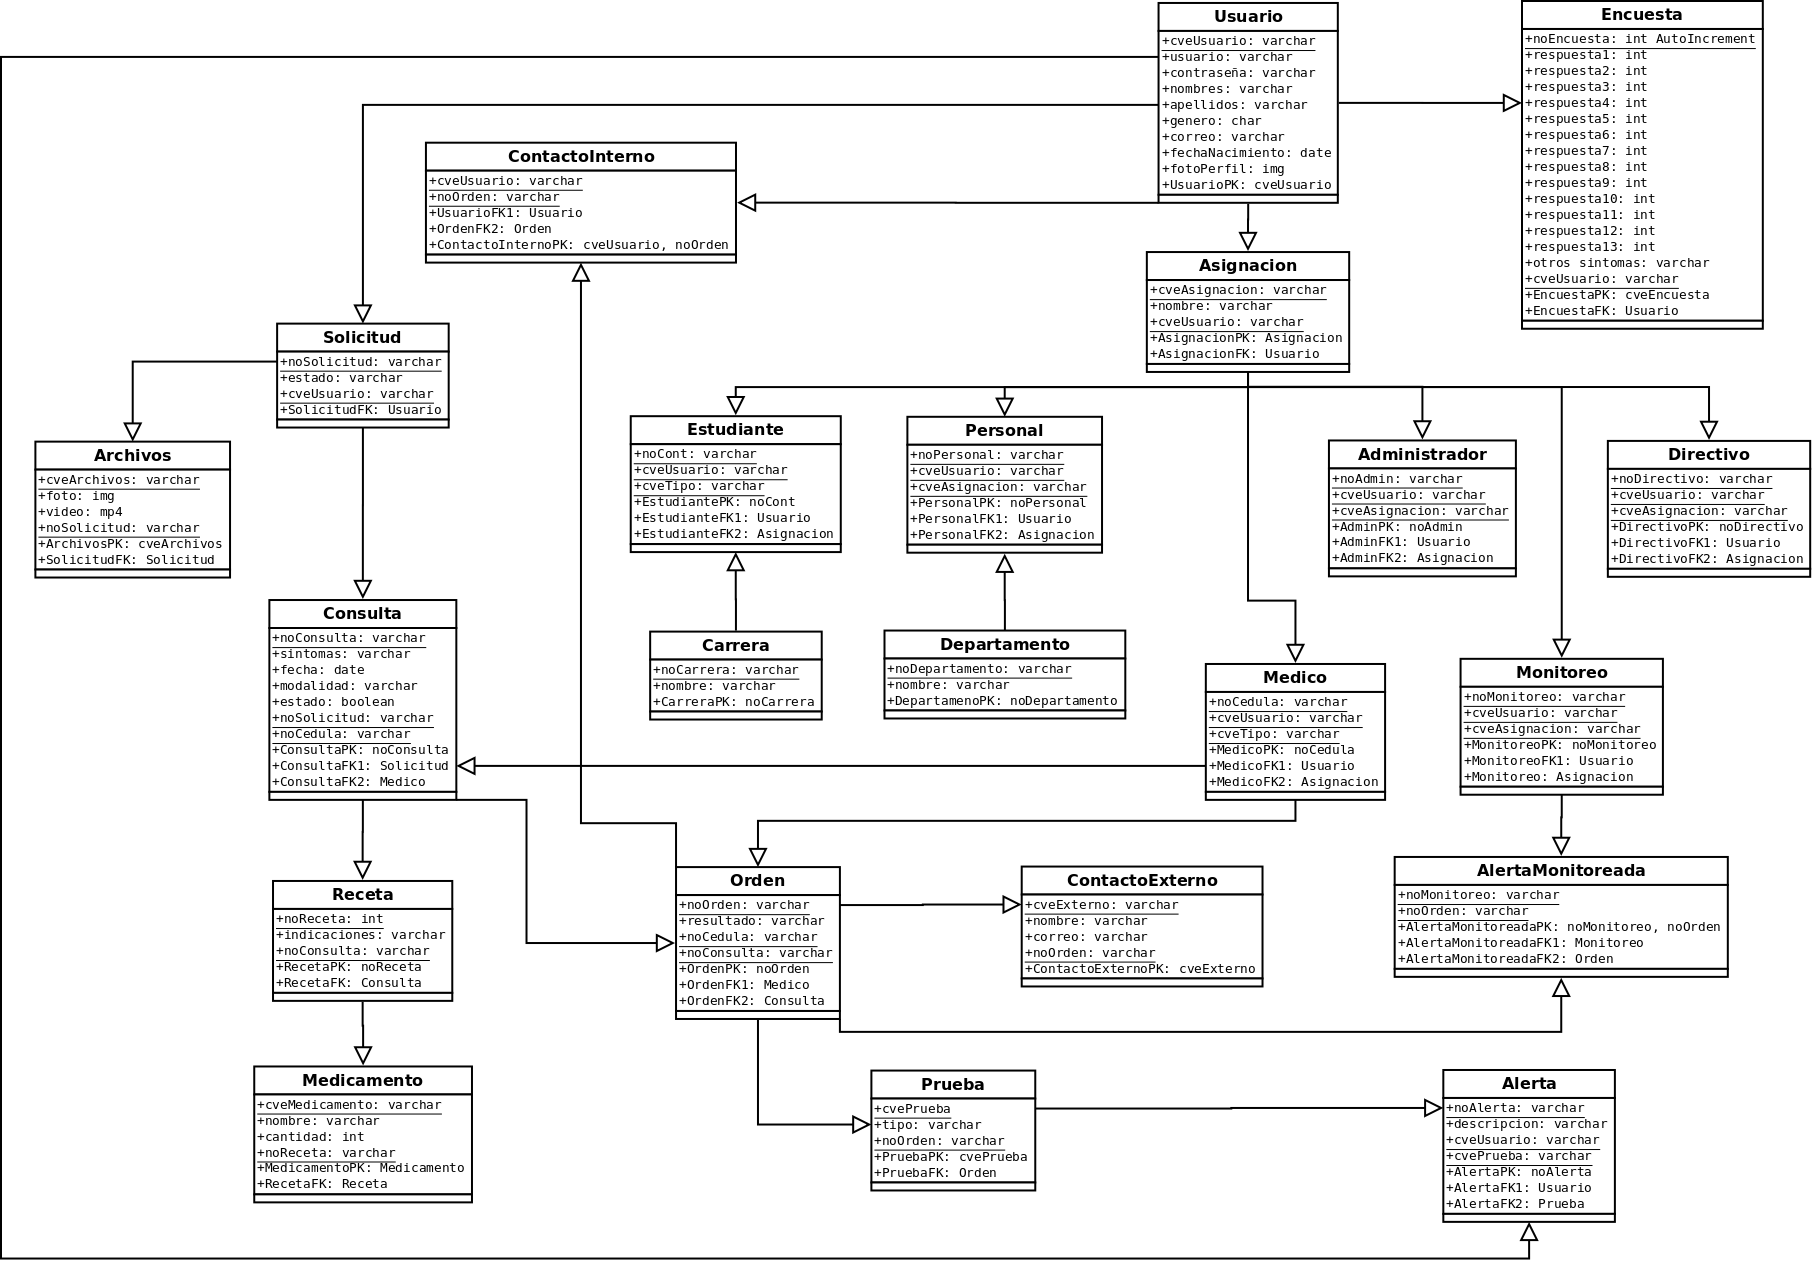 Usuario
+cveUsuario: varchar
+usuario: varchar
+contraseña: varchar
+nombres: varchar
+apellidos: varchar
+genero: char
+correo: varchar
+fechaNacimiento: date
+fotoPerfil: img
+UsuarioPK: cveUsuario
Encuesta
+noEncuesta: int AutoIncrement
+respuesta1: int
+respuesta2: int
+respuesta3: int
+respuesta4: int
+respuesta5: int
+respuesta6: int
+respuesta7: int
+respuesta8: int
+respuesta9: int
+respuesta10: int
+respuesta11: int
+respuesta12: int
+respuesta13: int
+otros sintomas: varchar
+cveUsuario: varchar
+EncuestaPK: cveEncuesta
+EncuestaFK: Usuario
ContactoInterno
+cveUsuario: varchar
+noOrden: varchar
+UsuarioFK1: Usuario
+OrdenFK2: Orden
+ContactoInternoPK: cveUsuario, noOrden
Asignacion
+cveAsignacion: varchar
+nombre: varchar
+cveUsuario: varchar
+AsignacionPK: Asignacion
+AsignacionFK: Usuario
Solicitud
+noSolicitud: varchar
+estado: varchar
+cveUsuario: varchar
+SolicitudFK: Usuario
Archivos
+cveArchivos: varchar
+foto: img
+video: mp4
+noSolicitud: varchar
+ArchivosPK: cveArchivos
+SolicitudFK: Solicitud
Estudiante
+noCont: varchar
+cveUsuario: varchar
+cveTipo: varchar
+EstudiantePK: noCont
+EstudianteFK1: Usuario
+EstudianteFK2: Asignacion
Personal
+noPersonal: varchar
+cveUsuario: varchar
+cveAsignacion: varchar
+PersonalPK: noPersonal
+PersonalFK1: Usuario
+PersonalFK2: Asignacion
Administrador
+noAdmin: varchar
+cveUsuario: varchar
+cveAsignacion: varchar
+AdminPK: noAdmin
+AdminFK1: Usuario
+AdminFK2: Asignacion
Directivo
+noDirectivo: varchar
+cveUsuario: varchar
+cveAsignacion: varchar
+DirectivoPK: noDirectivo
+DirectivoFK1: Usuario
+DirectivoFK2: Asignacion
Consulta
+noConsulta: varchar
+sintomas: varchar
+fecha: date
+modalidad: varchar
+estado: boolean
+noSolicitud: varchar
+noCedula: varchar
+ConsultaPK: noConsulta
+ConsultaFK1: Solicitud
+ConsultaFK2: Medico
Carrera
+noCarrera: varchar
+nombre: varchar
+CarreraPK: noCarrera
Departamento
+noDepartamento: varchar
+nombre: varchar
+DepartamenoPK: noDepartamento
Medico
+noCedula: varchar
+cveUsuario: varchar
+cveTipo: varchar
+MedicoPK: noCedula
+MedicoFK1: Usuario
+MedicoFK2: Asignacion
Monitoreo
+noMonitoreo: varchar
+cveUsuario: varchar
+cveAsignacion: varchar
+MonitoreoPK: noMonitoreo
+MonitoreoFK1: Usuario
+Monitoreo: Asignacion
Receta
+noReceta: int
+indicaciones: varchar
+noConsulta: varchar
+RecetaPK: noReceta
+RecetaFK: Consulta
Orden
+noOrden: varchar
+resultado: varchar
+noCedula: varchar
+noConsulta: varchar
+OrdenPK: noOrden
+OrdenFK1: Medico
+OrdenFK2: Consulta
ContactoExterno
+cveExterno: varchar
+nombre: varchar
+correo: varchar
+noOrden: varchar
+ContactoExternoPK: cveExterno
AlertaMonitoreada
+noMonitoreo: varchar
+noOrden: varchar
+AlertaMonitoreadaPK: noMonitoreo, noOrden
+AlertaMonitoreadaFK1: Monitoreo
+AlertaMonitoreadaFK2: Orden
Medicamento
+cveMedicamento: varchar
+nombre: varchar
+cantidad: int
+noReceta: varchar
+MedicamentoPK: Medicamento
+RecetaFK: Receta
Prueba
+cvePrueba
+tipo: varchar
+noOrden: varchar
+PruebaPK: cvePrueba
+PruebaFK: Orden
Alerta
+noAlerta: varchar
+descripcion: varchar
+cveUsuario: varchar
+cvePrueba: varchar
+AlertaPK: noAlerta
+AlertaFK1: Usuario
+AlertaFK2: Prueba